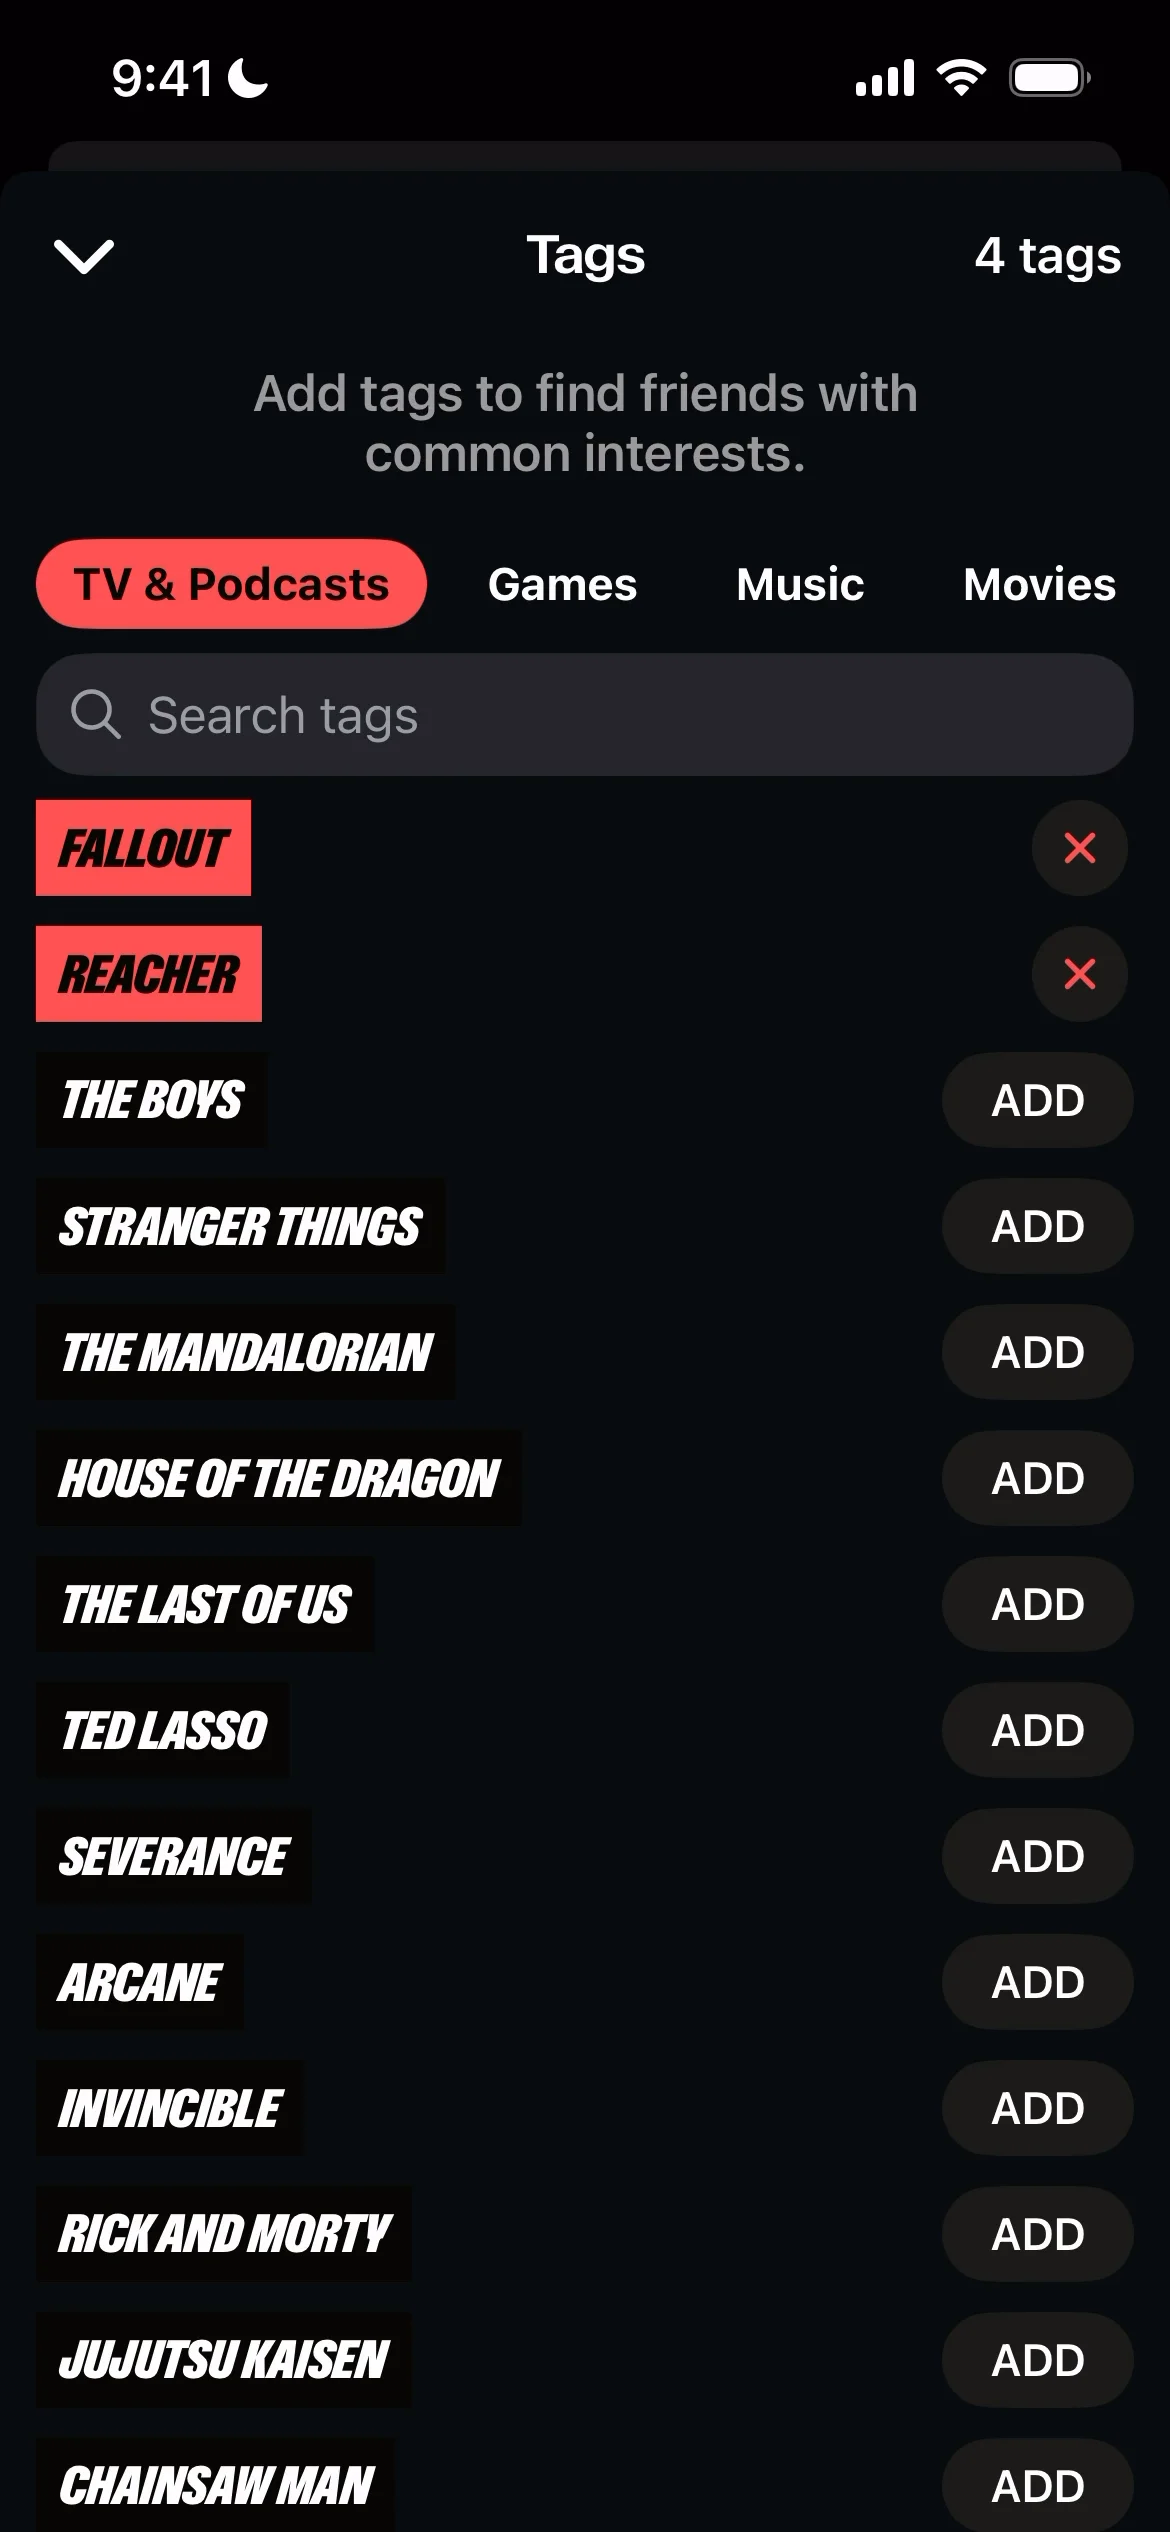 9:41
Tags
4 tags
Add tags to find friends with
common interests.
TV & Podcasts
Games
Music
Movies
Search tags
FALLOUT
REACHER
THE BOYS
ADD
STRANGER THINGS
ADD
THE MANDALORIAN
ADD
HOUSE OF THE DRAGON
ADD
THE LAST OF US
ADD
TED LASSO
ADD
SEVERANCE
ADD
ARCANE
ADD
INVINCIBLE
ADD
RICK AND MORTY
ADD
JUJUTSU KAISEN
ADD
CHAINSAW MAN
ADD